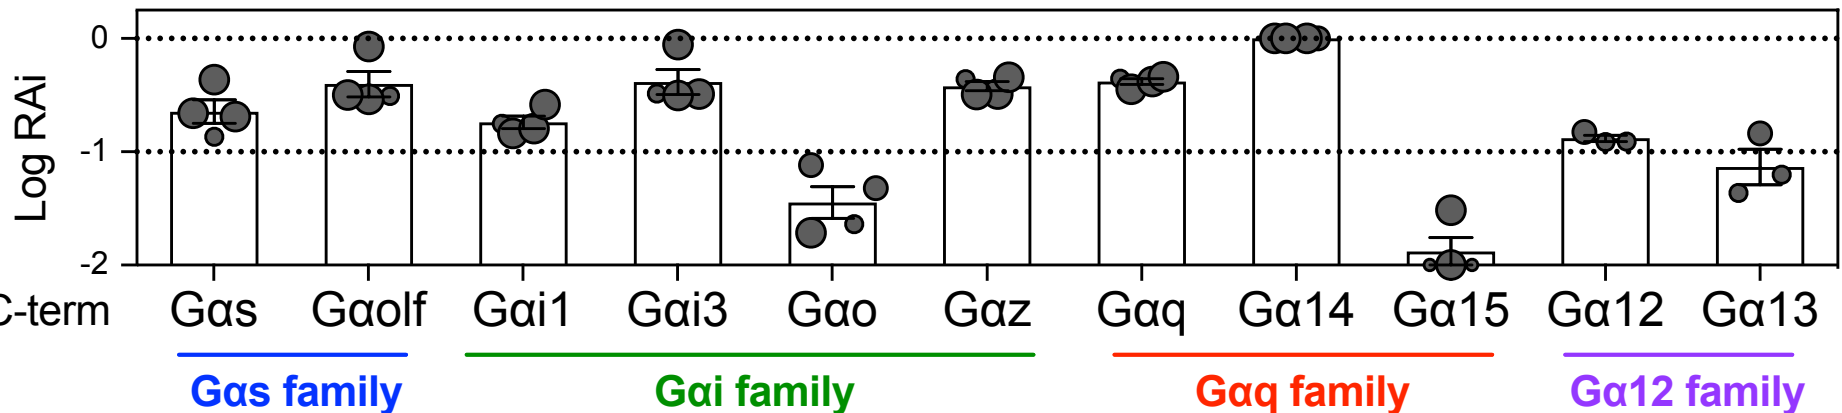 Log RAi
0
-1
-2
C-term Gαs Gαolf Gαi1 Gαi3 Gαo Gαz Gαq Gα14 Gα15 Gα12 Gα13
Gαs family Gαi family Gαq family Gα12 family